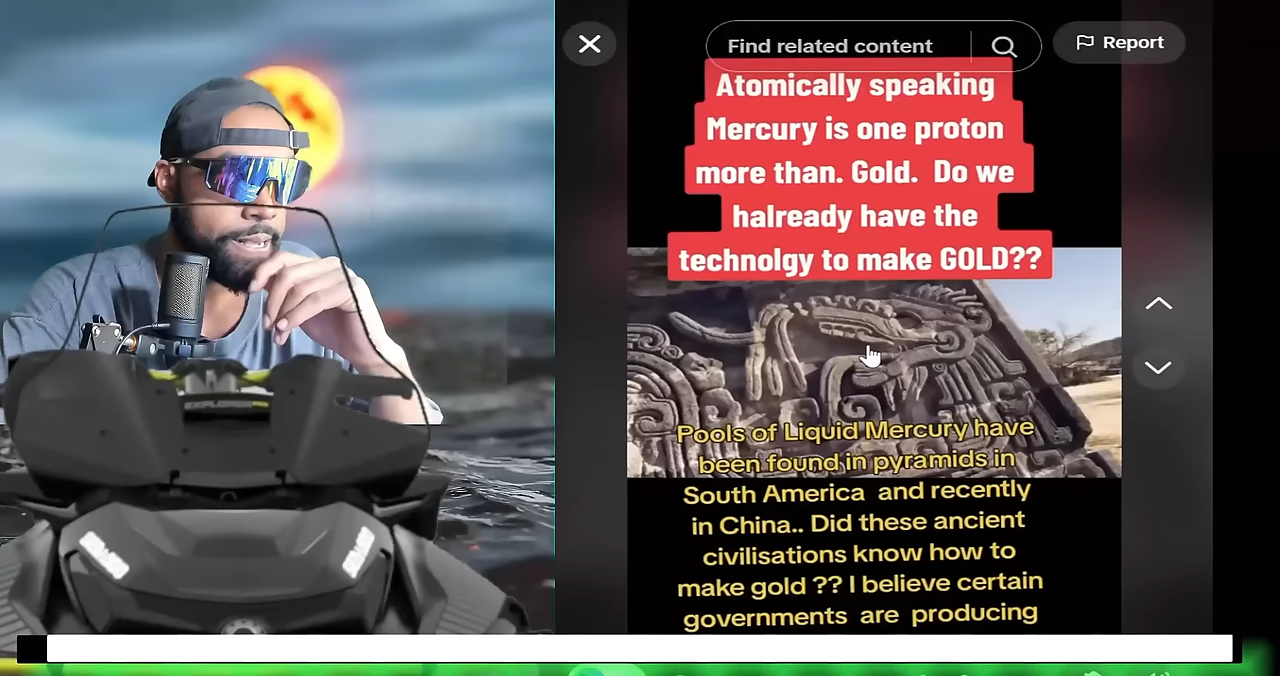 Find related content
Report
Atomically speaking
Mercury is one proton
more than. Gold.  Do we
halready have the
technolgy to make GOLD??
Pools of Liquid Mercury have
been found in pyramids in
South America  and recently
in China.. Did these ancient
civilisations know how to
make gold ?? I believe certain
governments  are  producing